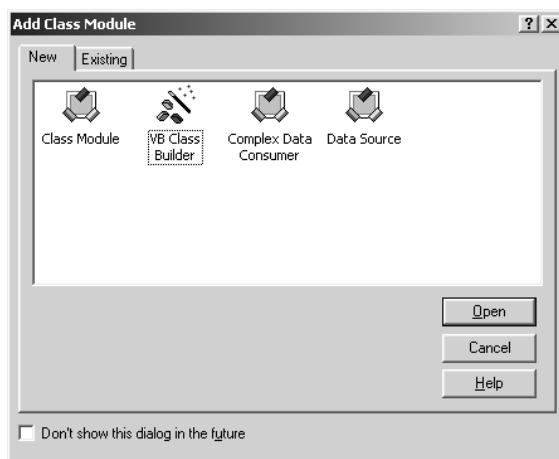 Add Class Module
New
Existing
Class Module
VB Class
Builder
Complex Data
Consumer
Data Source
Open
Cancel
Help
Don't show this dialog in the future